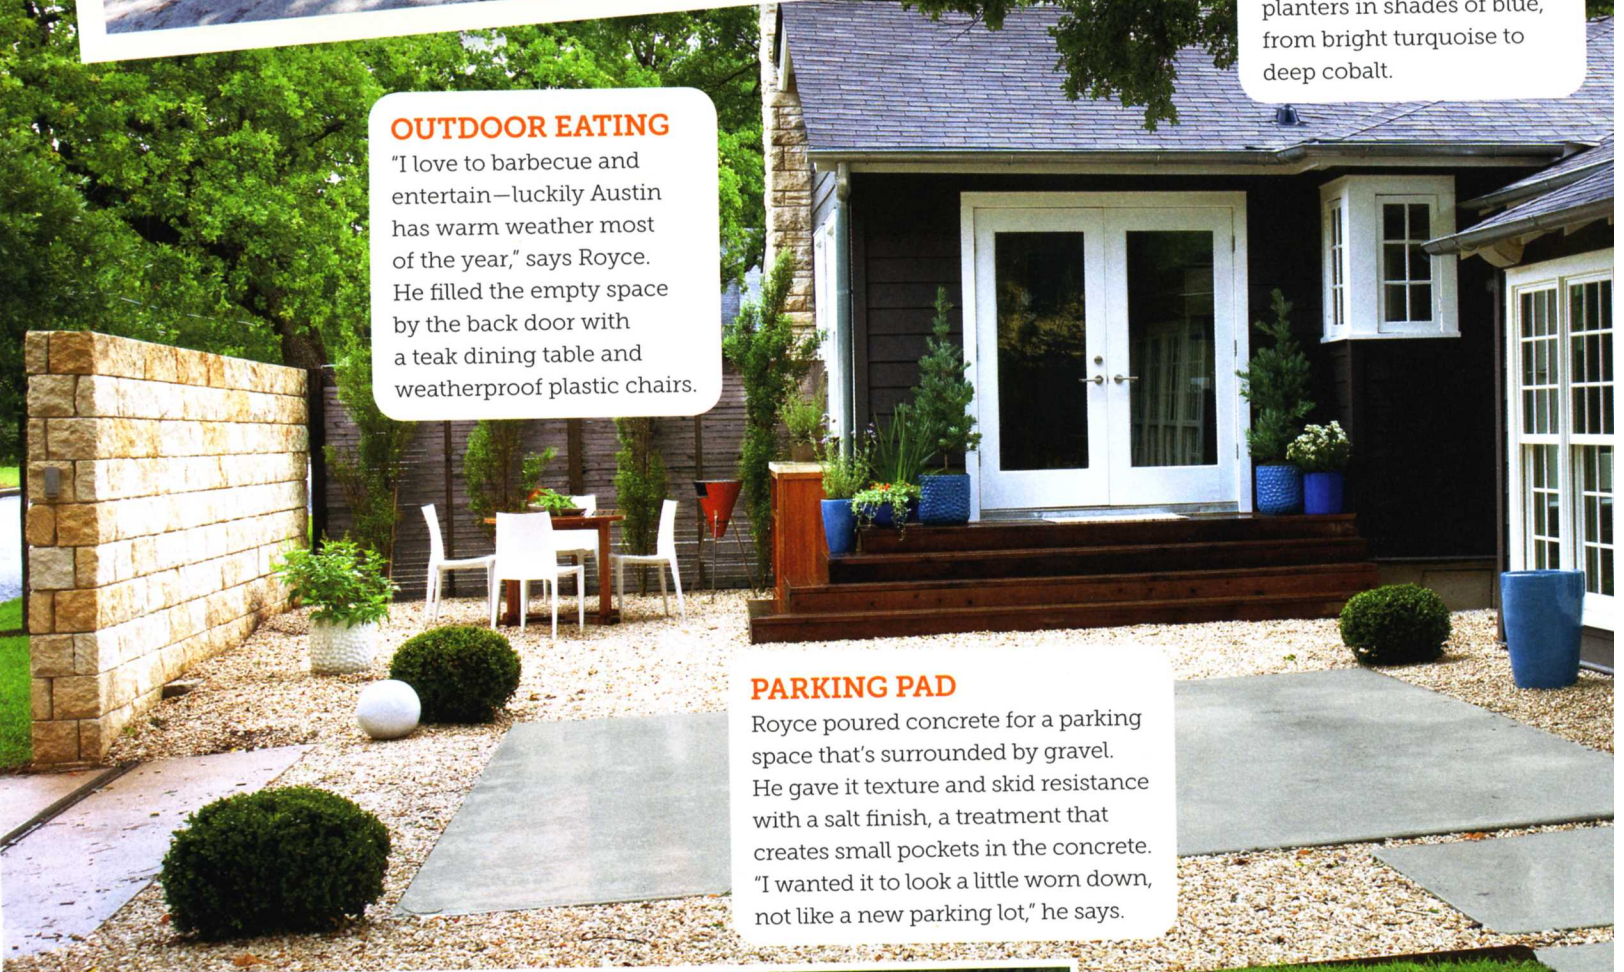 planters in shades of blue,
from bright turquoise to
deep cobalt.
OUTDOOR EATING
“I love to barbecue and
entertain—luckily Austin
has warm weather most
of the year,” says Royce.
He filled the empty space
by the back door with
a teak dining table and
weatherproof plastic chairs.
PARKING PAD
Royce poured concrete for a parking
space that’s surrounded by gravel.
He gave it texture and skid resistance
with a salt finish, a treatment that
creates small pockets in the concrete.
“I wanted it to look a little worn down,
not like a new parking lot,” he says.